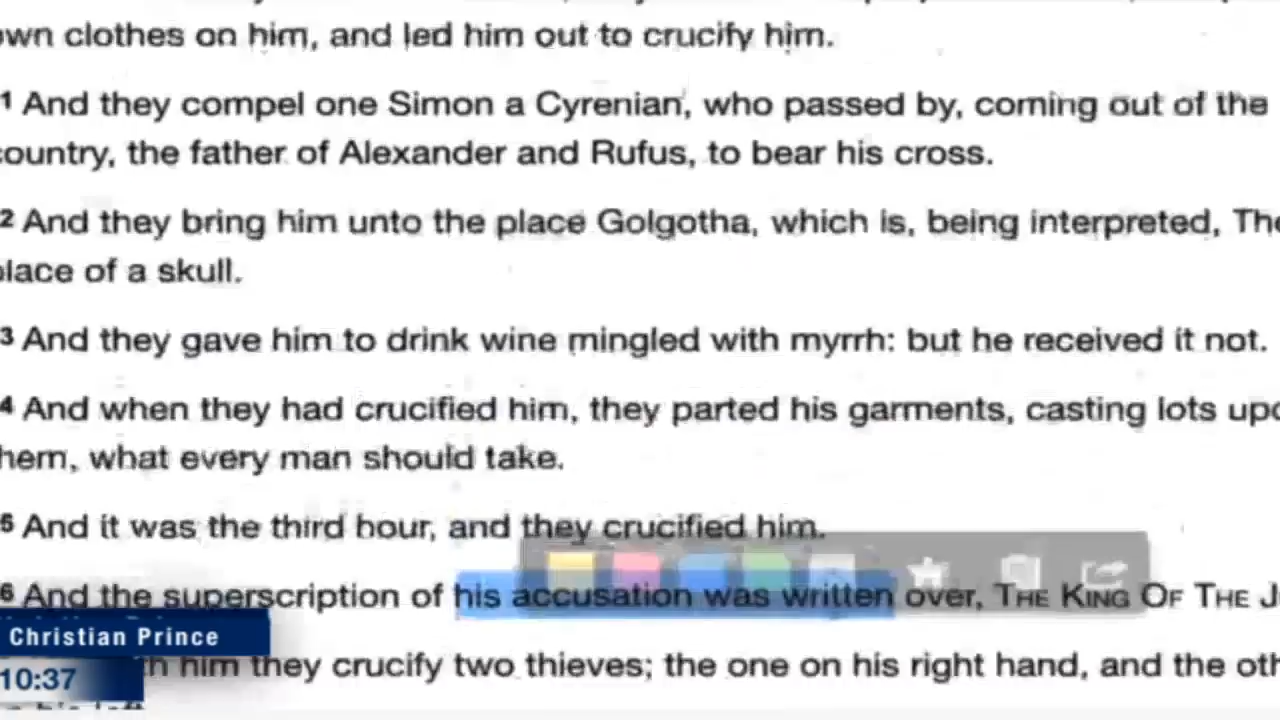 own clothes on him, and led him out to crucify him.
1 And they compel one Simon a Cyrenian, who passed by, coming out of the
country, the father of Alexander and Rufus, to bear his cross.
2 And they bring him unto the place Golgotha, which is, being interpreted, The
place of a skull.
3 And they gave him to drink wine mingled with myrrh: but he received it not.
4 And when they had crucified him, they parted his garments, casting lots upo
hem, what every man should take.
5 And it was the third hour, and they crucified him.
6 And the superscription of his accusation was written over, THE KING OF THE J
Christian Prince
h him they crucify two thieves; the one on his right hand, and the oth
10:37